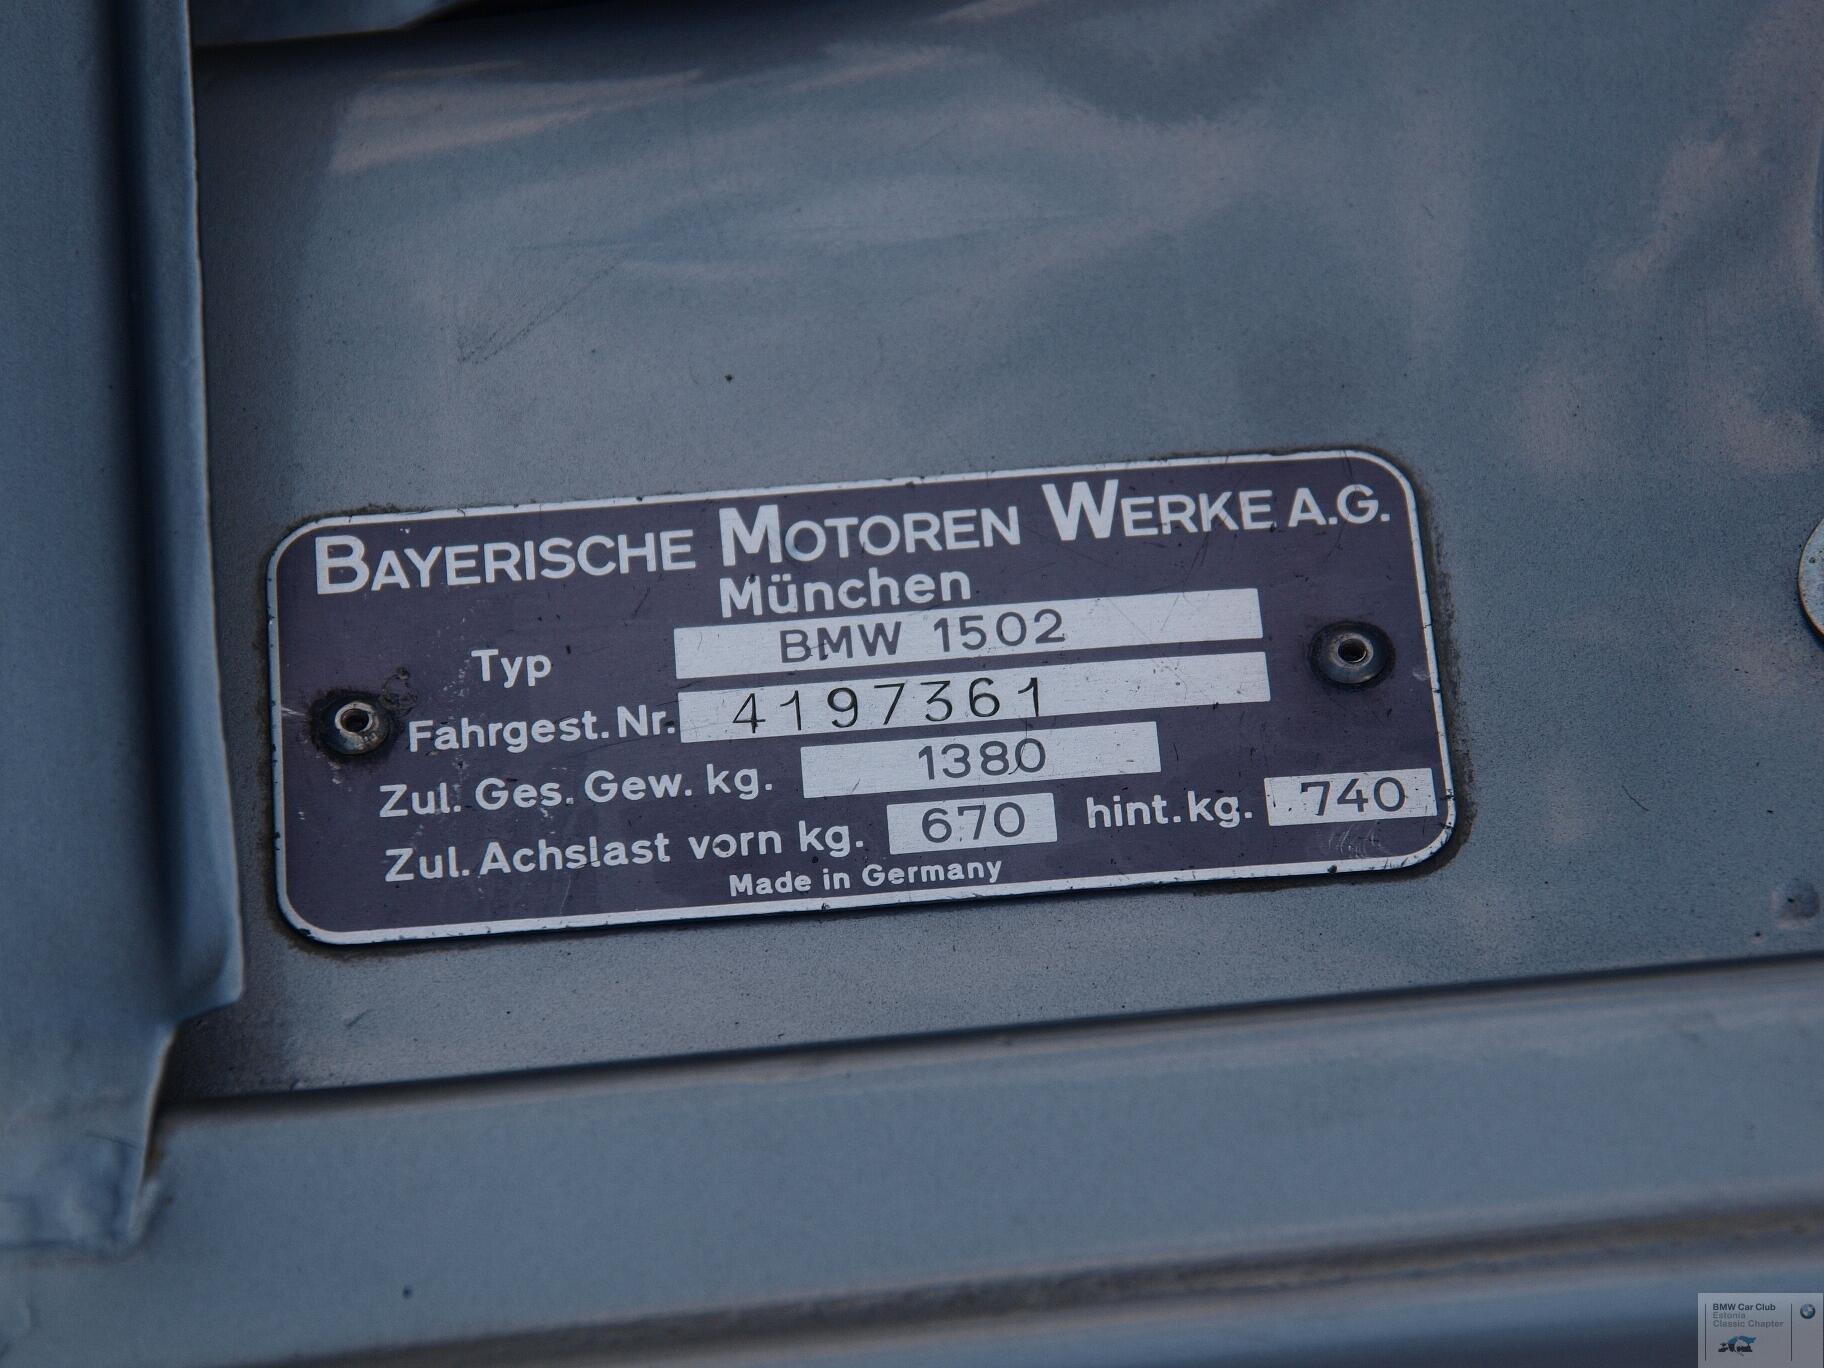 BAYERISCHE MOTOREN WERKE A.G.
München
Typ BMW 1502
Fahrgest. Nr. 4197361
Zul. Ges. Gew. kg. 1380
Zul. Achslast vorn kg. 670 hint. kg. 740
Made in Germany
BMW Car Club
Estonia
Classic Chapter